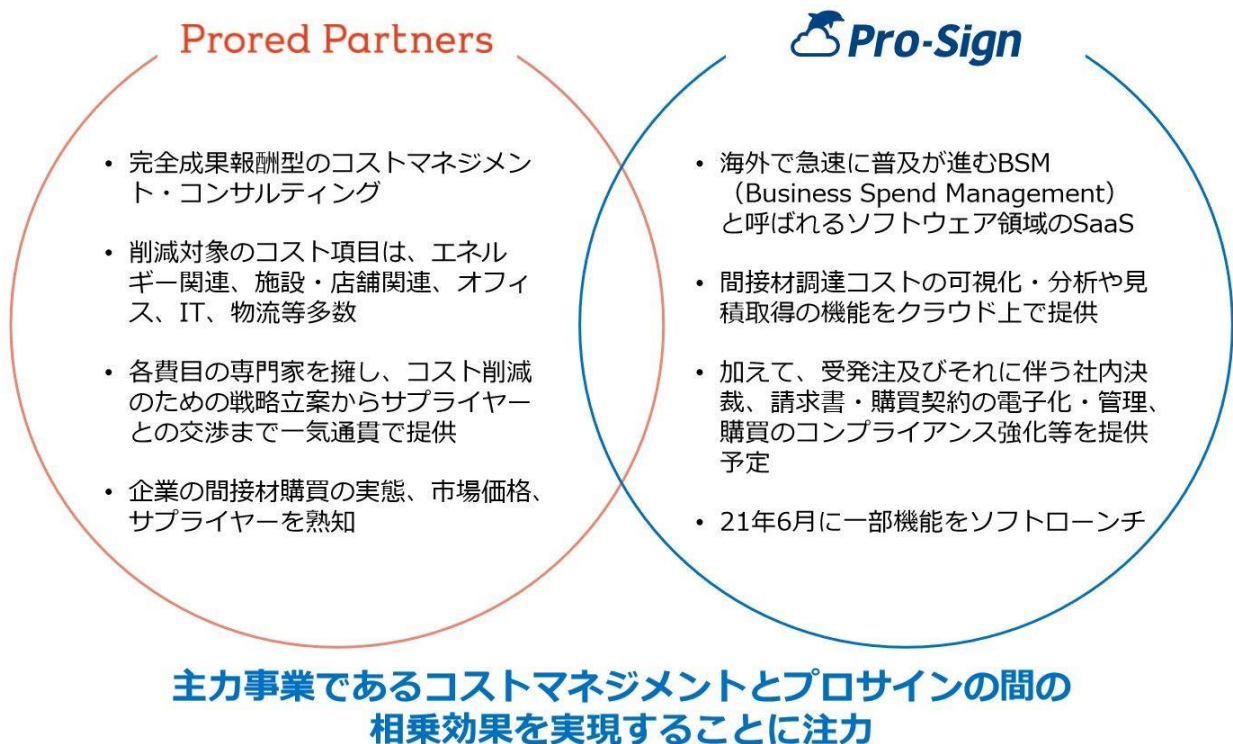 Prored Partners
• 完全成果報酬型のコストマネジメン
ト・コンサルティング
• 削減対象のコスト項目は、エネル
ギー関連、施設・店舗関連、オフィ
ス、IT、物流等多数
• 各費目の専門家を擁し、コスト削減
のための戦略立案からサプライヤー
との交渉まで一気通貫で提供
• 企業の間接材購買の実態、市場価格、
サプライヤーを熟知
Pro-Sign
• 海外で急速に普及が進むBSM
（Business Spend Management）
と呼ばれるソフトウェア領域のSaaS
• 間接材調達コストの可視化・分析や見
積取得の機能をクラウド上で提供
• 加えて、受発注及びそれに伴う社内決
裁、請求書・購買契約の電子化・管理、
購買のコンプライアンス強化等を提供
予定
• 21年6月に一部機能をソフトローンチ
主力事業であるコストマネジメントとプロサインの間の
相乗効果を実現することに注力